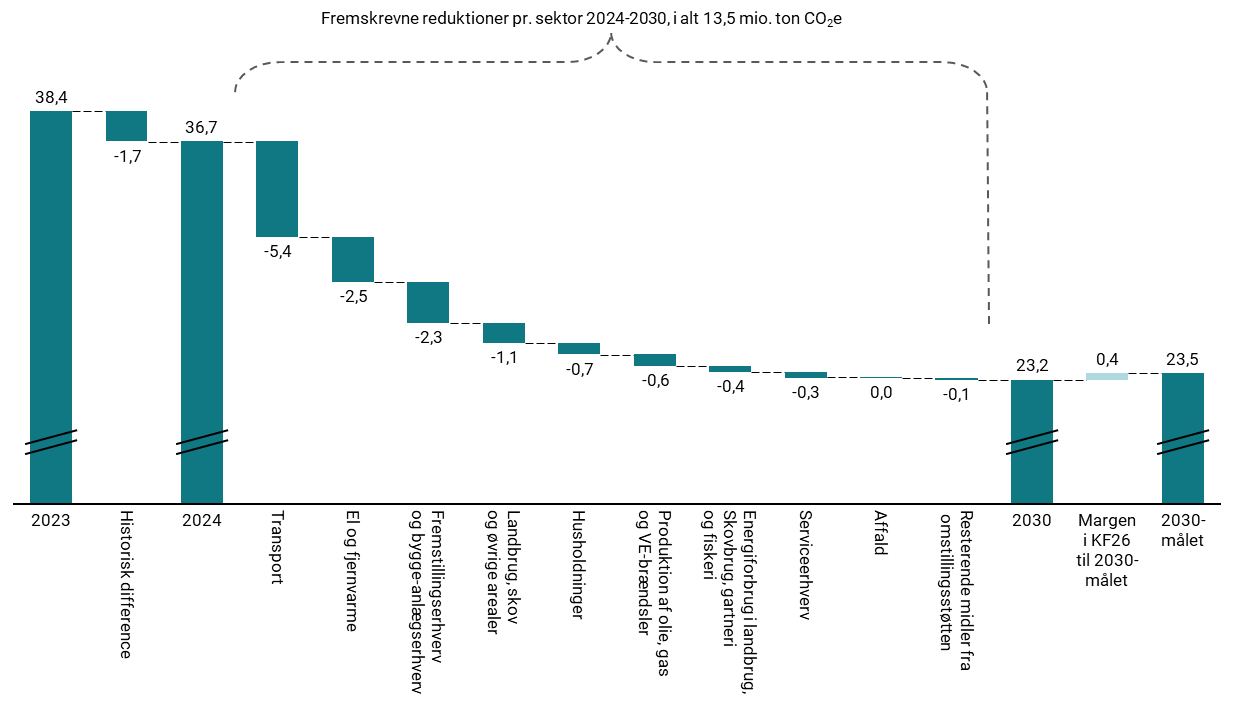 Fremskrevne reduktioner pr. sektor 2024-2030, i alt 13,5 mio. ton CO₂e
38,4
-1,7
36,7
-5,4
-2,5
-2,3
-1,1
-0,7
-0,6
-0,4
-0,3
0,0
-0,1
23,2
0,4
23,5
2023
Historisk difference
2024
Transport
El og fjernvarme
Fremstillingserhverv
og bygge-anlægserhverv
Landbrug, skov
og øvrige arealer
Husholdninger
Produktion af olie, gas
og VE-brændsler
Energiforbrug i landbrug,
Skovbrug, gartneri
og fiskeri
Serviceerhverv
Affald
Resterende midler fra
omstillingsstøtten
2030
Margen
i KF26
til 2030-
målet
2030-
målet